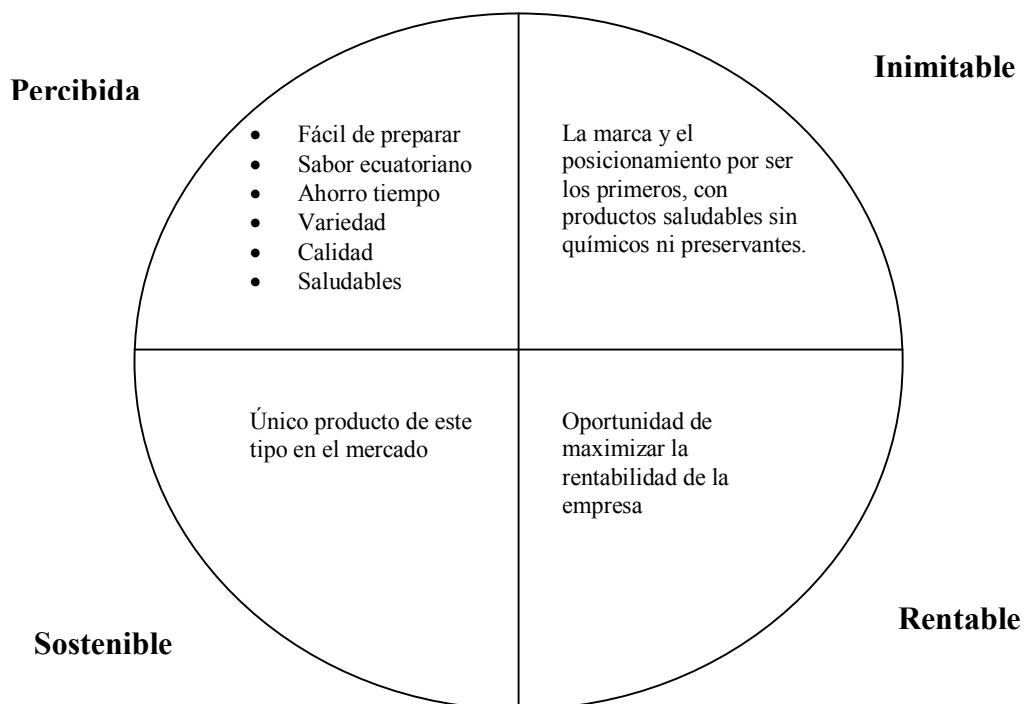 Percibida
Inimitable
• Fácil de preparar
• Sabor ecuatoriano
• Ahorro tiempo
• Variedad
• Calidad
• Saludables
La marca y el
posicionamiento por ser
los primeros, con
productos saludables sin
químicos ni preservantes.
Único producto de este
tipo en el mercado
Oportunidad de
maximizar la
rentabilidad de la
empresa
Sostenible
Rentable